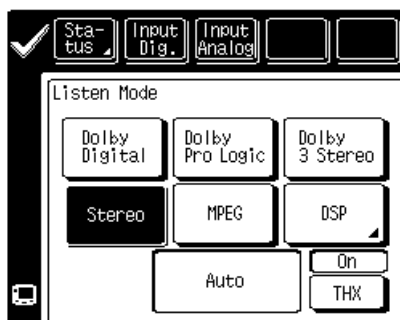 Sta-
tus
Input
Dig.
Input
Analog
Listen Mode
Dolby
Digital
Dolby
Pro Logic
Dolby
3 Stereo
Stereo
MPEG
DSP
Auto
On
THX